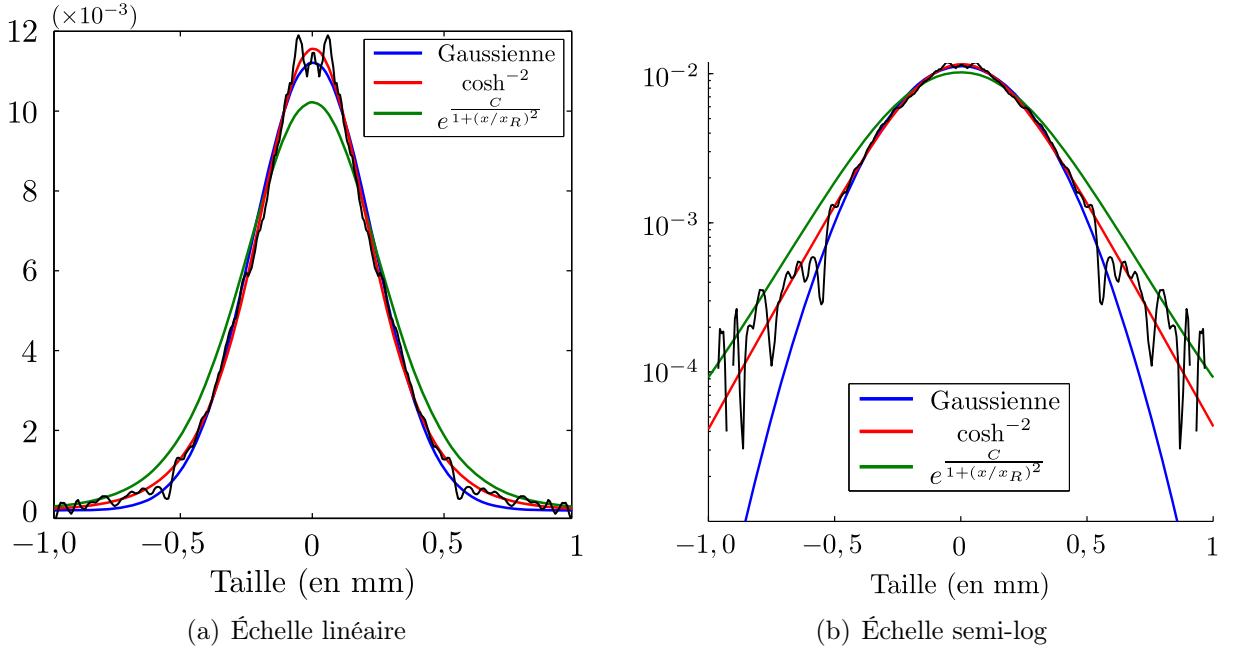 (×10⁻³)
12
10
8
6
4
2
0
−1,0 −0,5 0 0,5 1
Taille (en mm)
Gaussienne
cosh⁻²
e^{\frac{C}{1+(x/x_R)^2}}
(a) Échelle linéaire
10⁻²
10⁻³
10⁻⁴
−1,0 −0,5 0 0,5 1
Taille (en mm)
Gaussienne
cosh⁻²
e^{\frac{C}{1+(x/x_R)^2}}
(b) Échelle semi-log